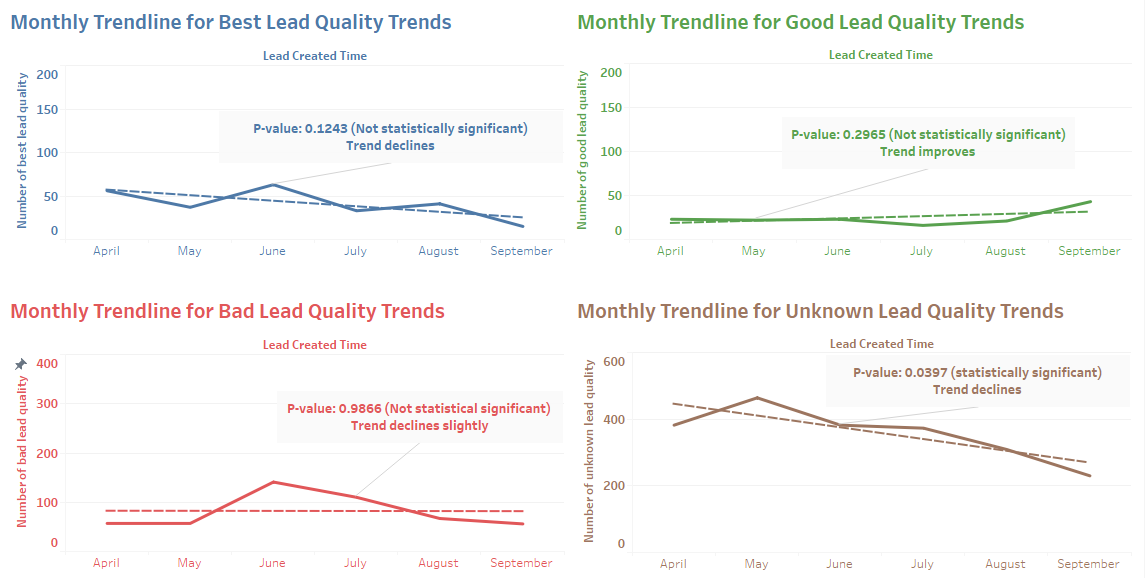 Monthly Trendline for Best Lead Quality Trends
Lead Created Time
Number of best lead quality
200
150
100
50
0
P-value: 0.1243 (Not statistically significant)
Trend declines
April May June July August September
Monthly Trendline for Good Lead Quality Trends
Lead Created Time
Number of good lead quality
200
150
100
50
0
P-value: 0.2965 (Not statistically significant)
Trend improves
April May June July August September
Monthly Trendline for Bad Lead Quality Trends
Lead Created Time
Number of bad lead quality
400
300
200
100
0
P-value: 0.9866 (Not statistical significant)
Trend declines slightly
April May June July August September
Monthly Trendline for Unknown Lead Quality Trends
Lead Created Time
Number of unknown lead quality
600
400
200
0
P-value: 0.0397 (statistically significant)
Trend declines
April May June July August September